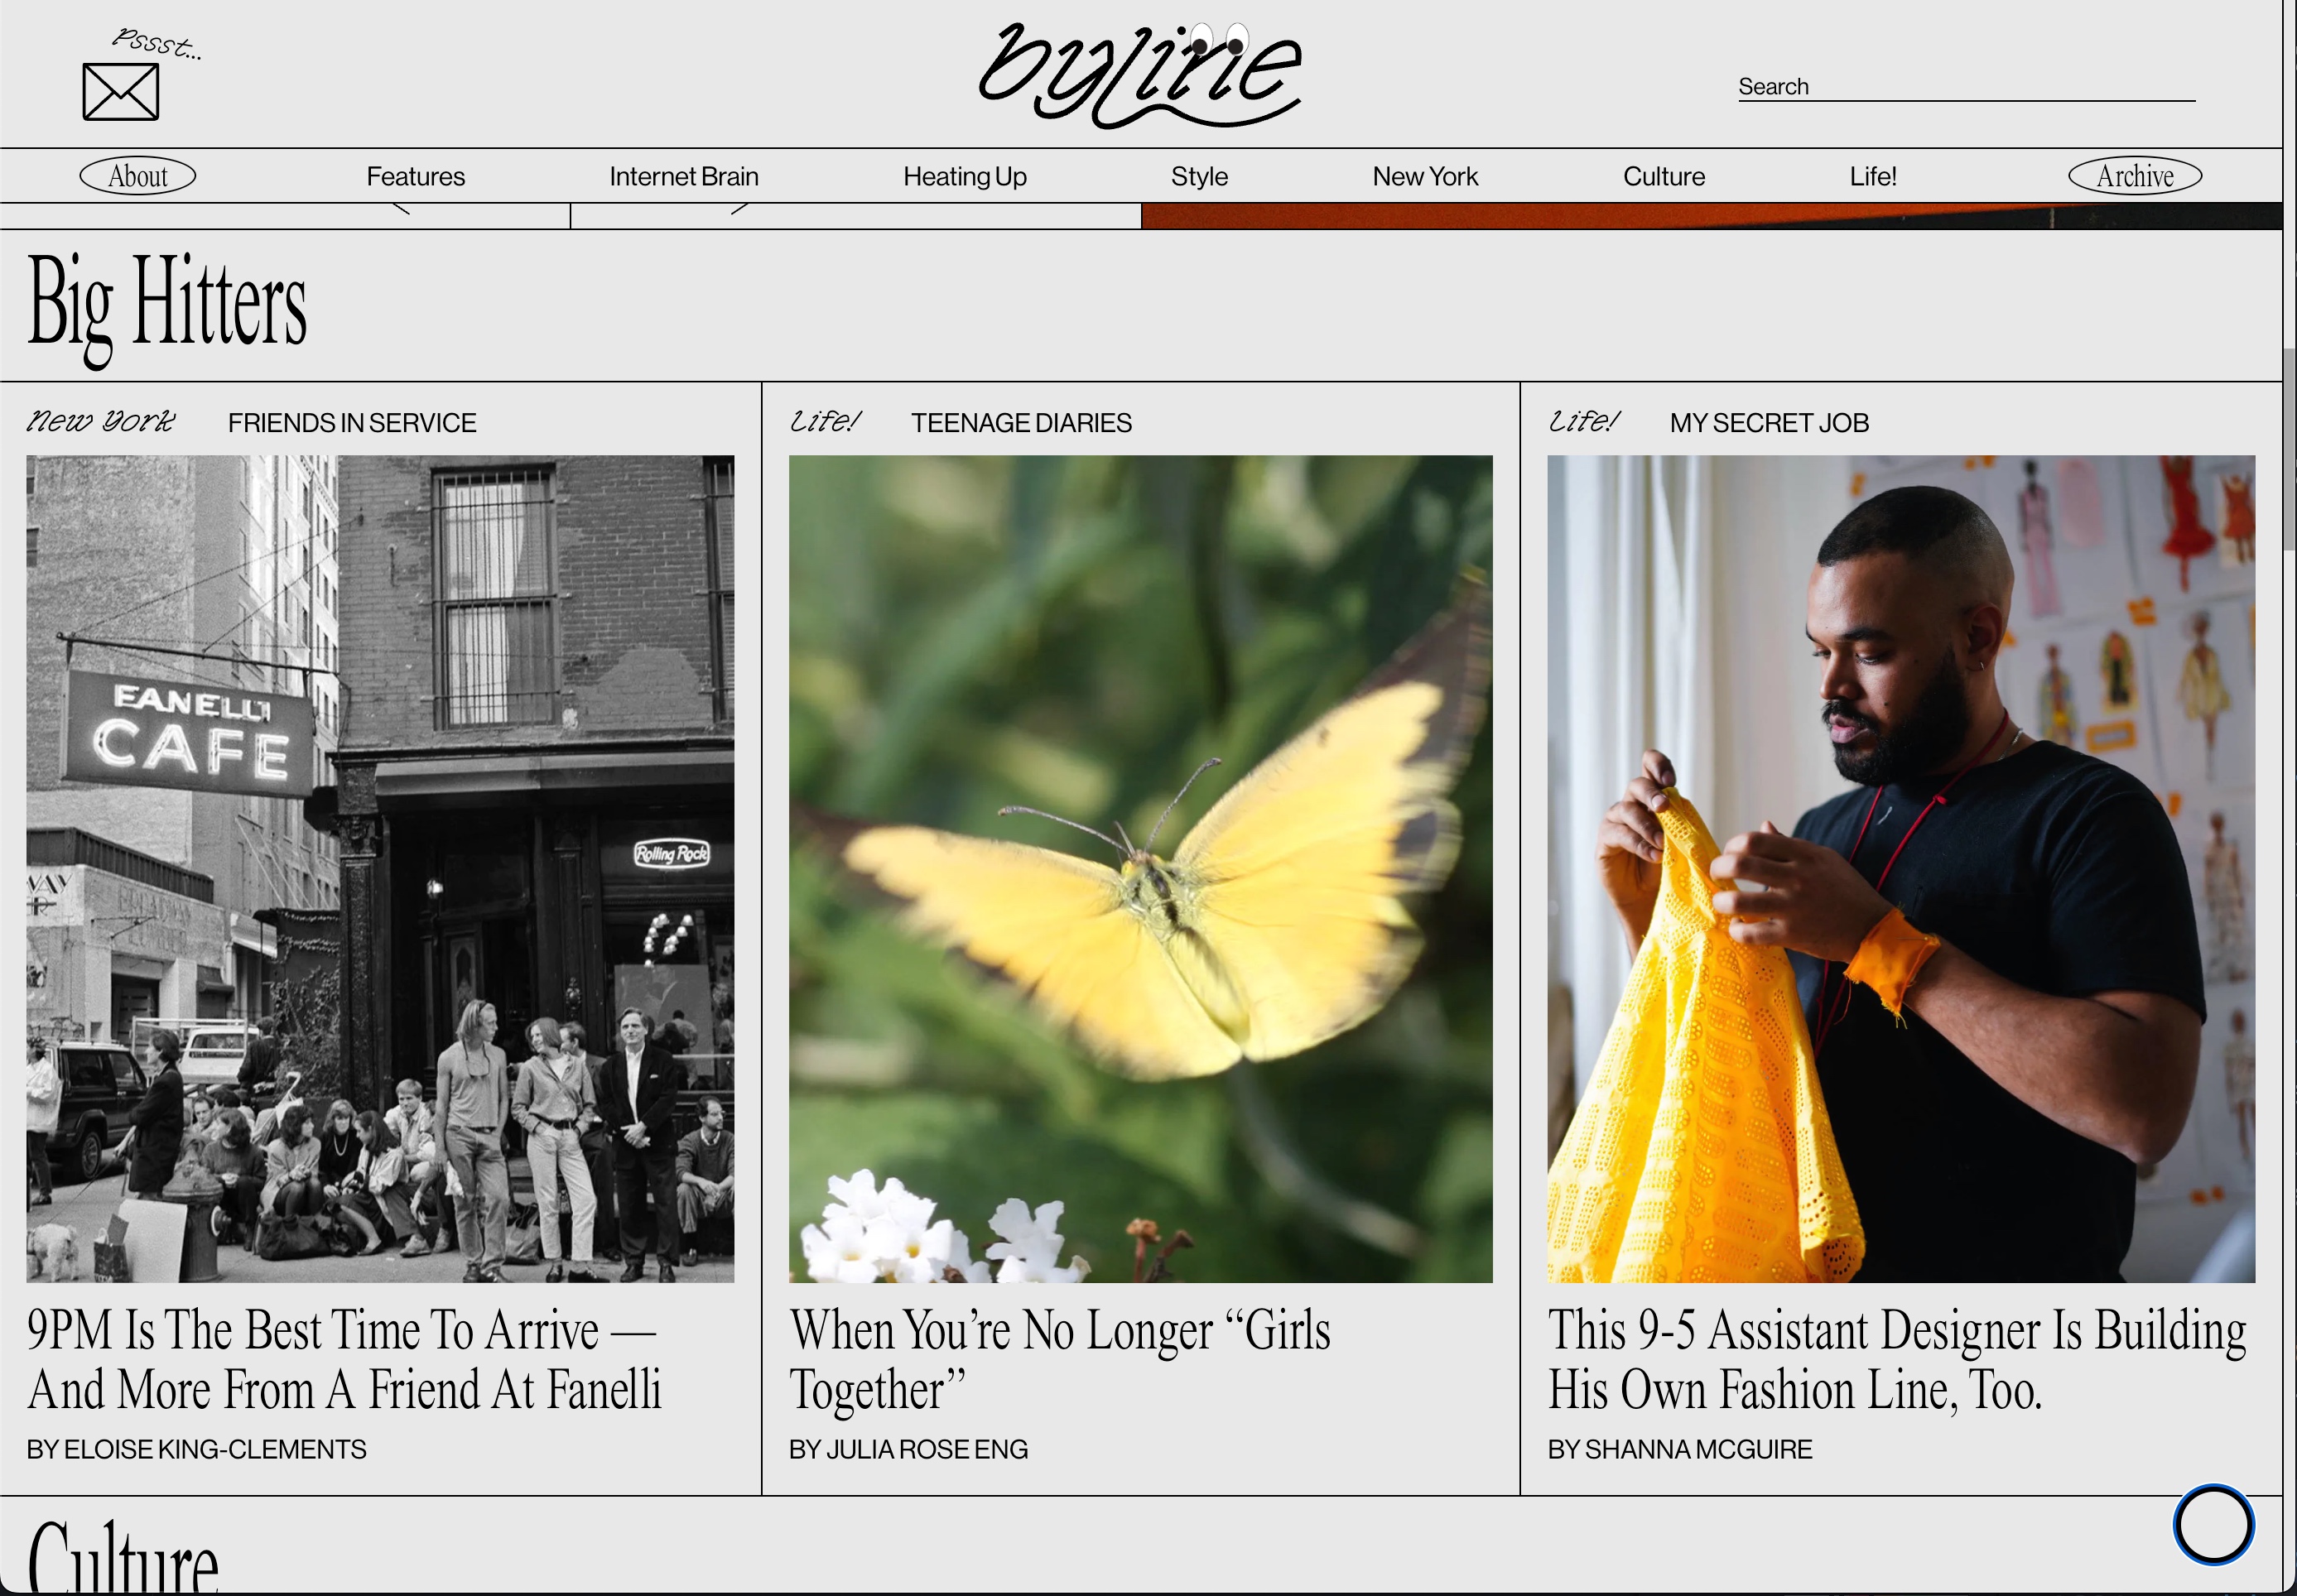 Pssst...
byline
Search
About Features Internet Brain Heating Up Style New York Culture Life! Archive
Big Hitters
New York FRIENDS IN SERVICE
Life! TEENAGE DIARIES
Life! MY SECRET JOB
FANELLI
CAFE
Rolling Rock
BROADWAY
9PM Is The Best Time To Arrive —
And More From A Friend At Fanelli
BY ELOISE KING-CLEMENTS
When You’re No Longer “Girls
Together”
BY JULIA ROSE ENG
This 9-5 Assistant Designer Is Building
His Own Fashion Line, Too.
BY SHANNA MCGUIRE
Culture